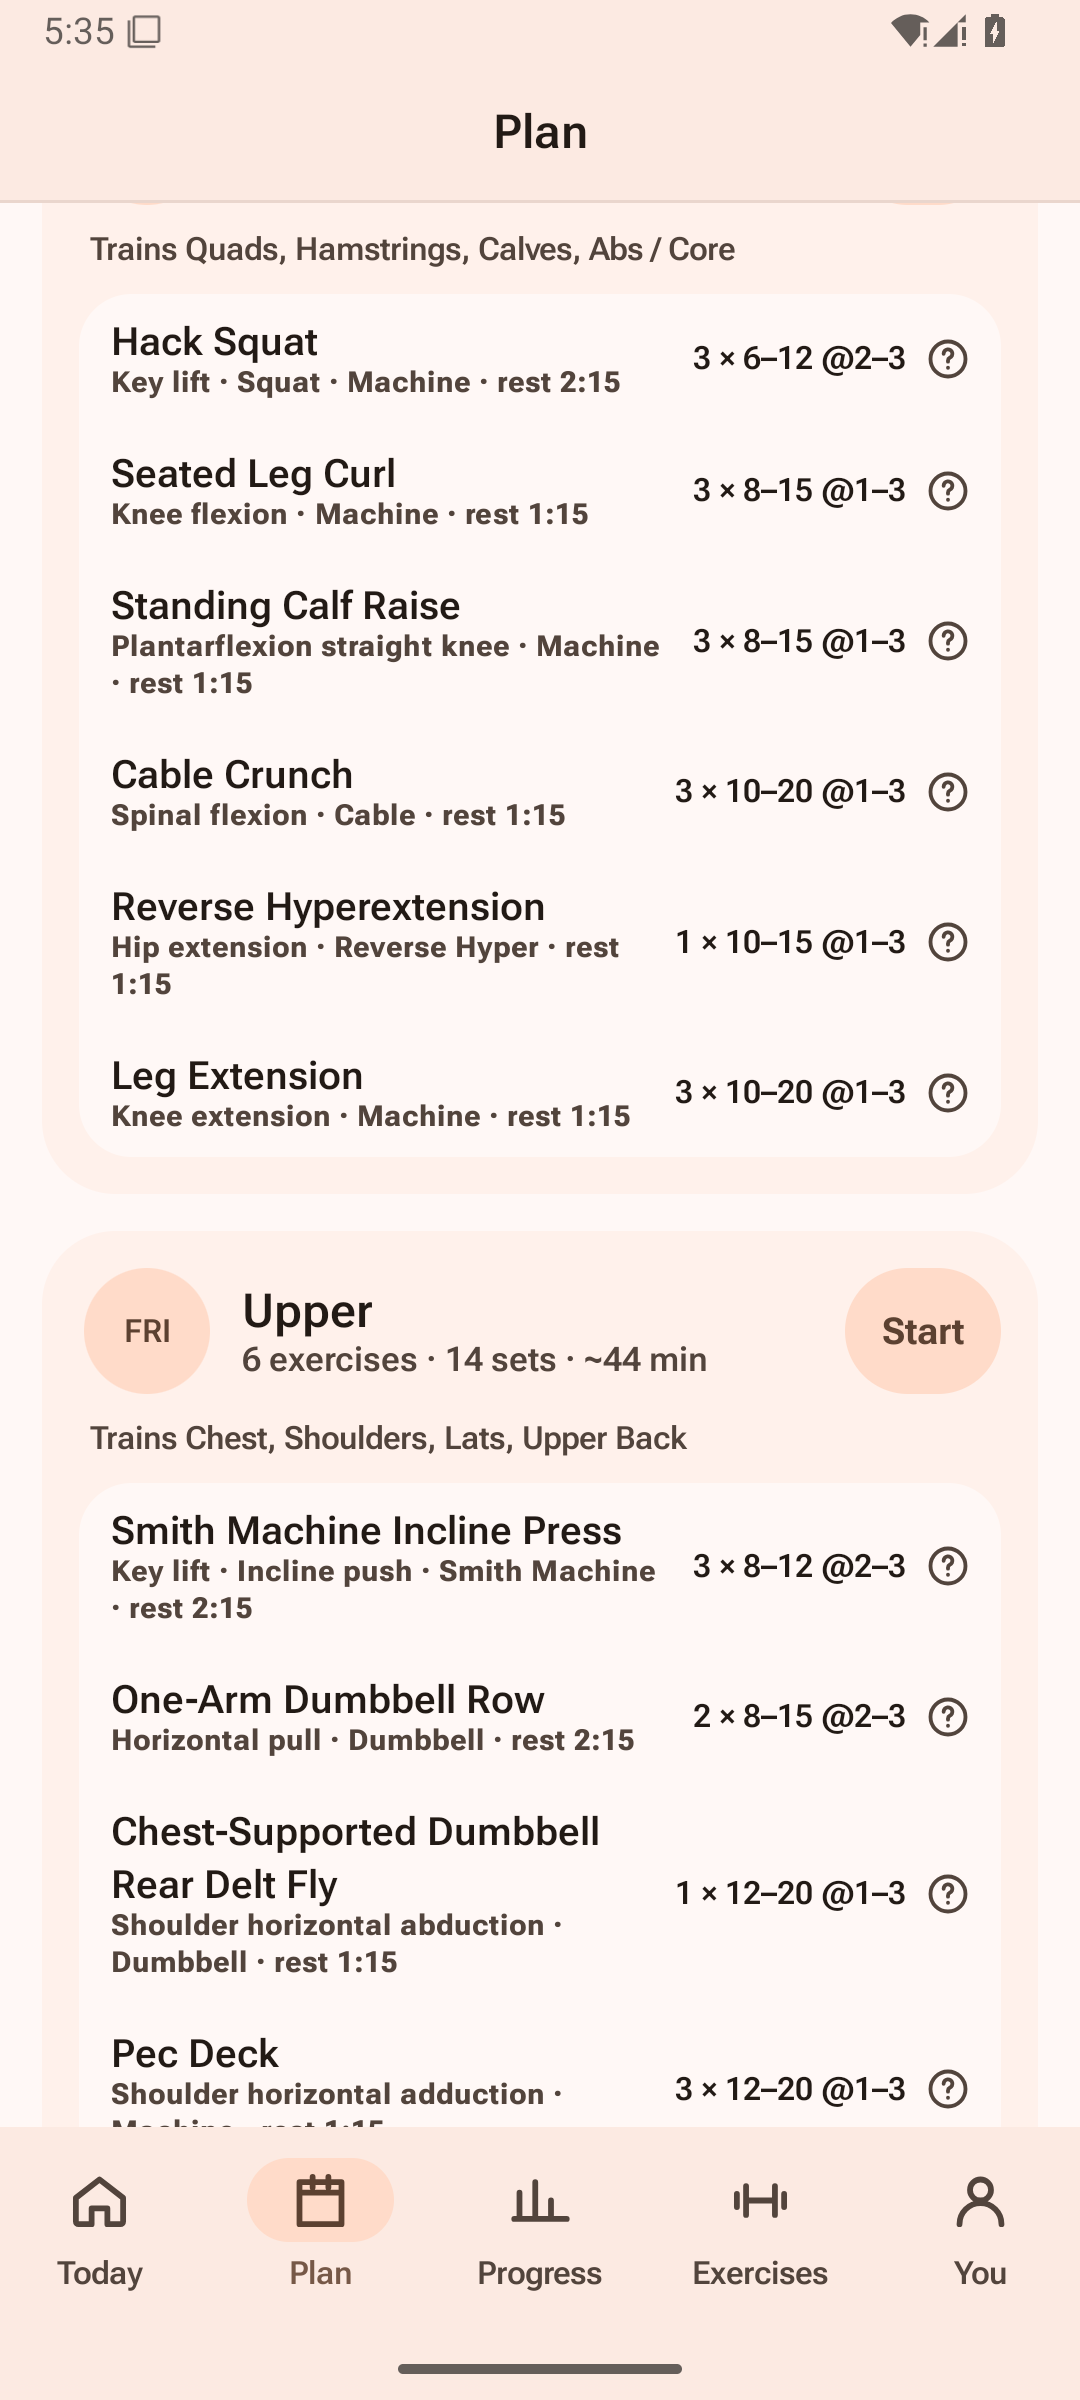 5:35
Plan
Trains Quads, Hamstrings, Calves, Abs / Core
Hack Squat
Key lift · Squat · Machine · rest 2:15
3 × 6–12 @2–3
Seated Leg Curl
Knee flexion · Machine · rest 1:15
3 × 8–15 @1–3
Standing Calf Raise
Plantarflexion straight knee · Machine
· rest 1:15
3 × 8–15 @1–3
Cable Crunch
Spinal flexion · Cable · rest 1:15
3 × 10–20 @1–3
Reverse Hyperextension
Hip extension · Reverse Hyper · rest
1:15
1 × 10–15 @1–3
Leg Extension
Knee extension · Machine · rest 1:15
3 × 10–20 @1–3
FRI
Upper
6 exercises · 14 sets · ~44 min
Start
Trains Chest, Shoulders, Lats, Upper Back
Smith Machine Incline Press
Key lift · Incline push · Smith Machine
· rest 2:15
3 × 8–12 @2–3
One-Arm Dumbbell Row
Horizontal pull · Dumbbell · rest 2:15
2 × 8–15 @2–3
Chest-Supported Dumbbell
Rear Delt Fly
Shoulder horizontal abduction ·
Dumbbell · rest 1:15
1 × 12–20 @1–3
Pec Deck
Shoulder horizontal adduction ·
Machine · rest 1:15
3 × 12–20 @1–3
Today
Plan
Progress
Exercises
You